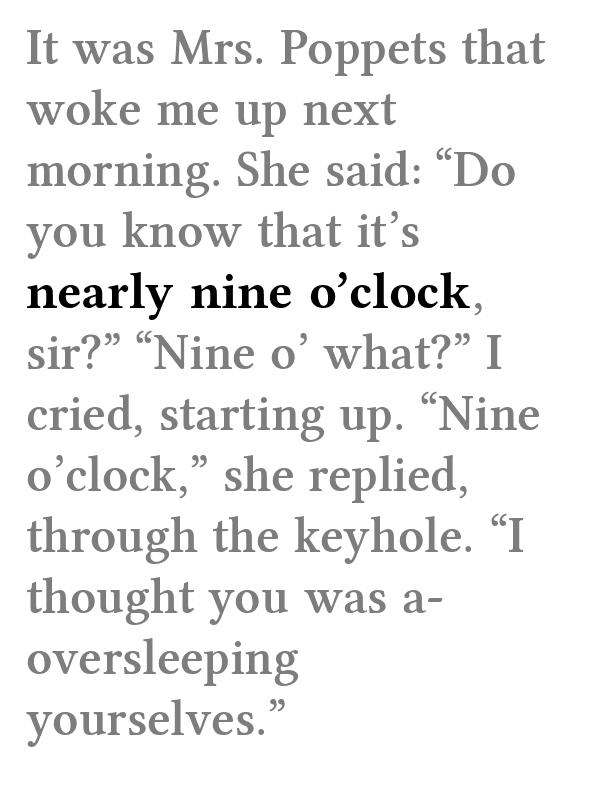 It was Mrs. Poppets that
woke me up next
morning. She said: “Do
you know that it’s
nearly nine o’clock,
sir?” “Nine o’ what?” I
cried, starting up. “Nine
o’clock,” she replied,
through the keyhole. “I
thought you was a-
oversleeping
yourselves.”